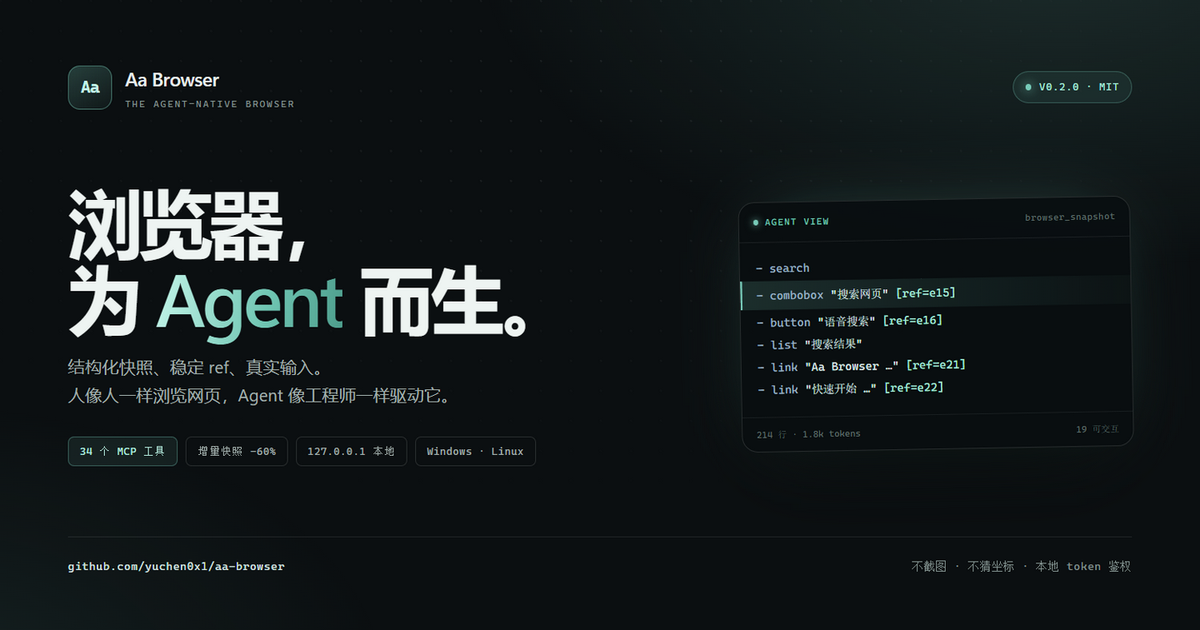 Aa
Aa Browser
THE AGENT-NATIVE BROWSER
V0.2.0 · MIT
浏览器，
为 Agent 而生。
结构化快照、稳定 ref、真实输入。
人像人一样浏览网页，Agent 像工程师一样驱动它。
34 个 MCP 工具
增量快照 -60%
127.0.0.1 本地
Windows · Linux
AGENT VIEW
browser_snapshot
- search
- combobox "搜索网页" [ref=e15]
- button "语音搜索" [ref=e16]
- list "搜索结果"
- link "Aa Browser …" [ref=e21]
- link "快速开始 …" [ref=e22]
214 行 · 1.8k tokens
19 可交互
github.com/yuchen0x1/aa-browser
不截图 · 不猜坐标 · 本地 token 鉴权